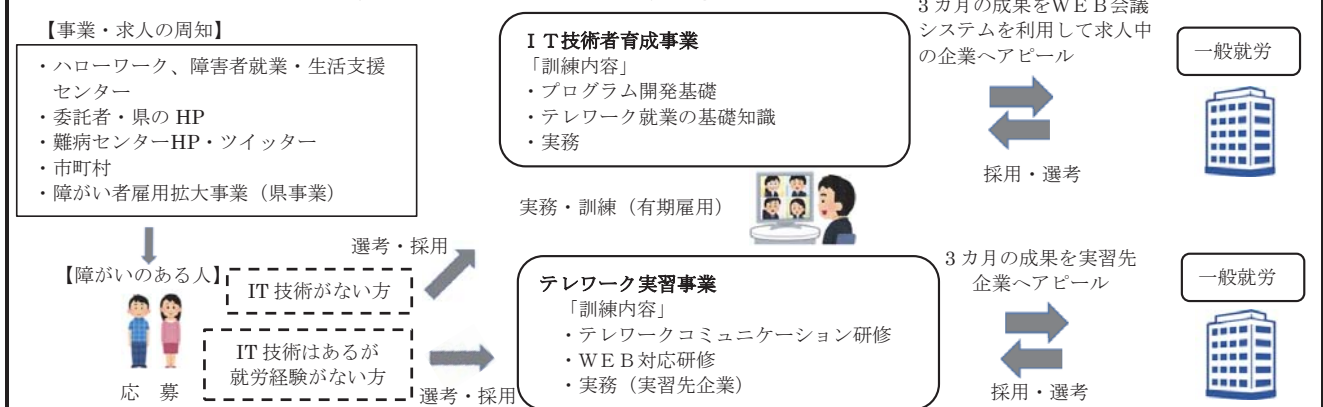 【事業・求人の周知】
・ハローワーク、障害者就業・生活支援
センター
・委託者・県の HP
・難病センターHP・ツイッター
・市町村
・障がい者雇用拡大事業（県事業）
ＩＴ技術者育成事業
「訓練内容」
・プログラム開発基礎
・テレワーク就業の基礎知識
・実務
3 カ月の成果をＷＥＢ会議
システムを利用して求人中
の企業へアピール
一般就労
採用・選考
実務・訓練（有期雇用）
選考・採用
【障がいのある人】
IT 技術がない方
IT 技術はあるが
就労経験がない方
応　募
選考・採用
テレワーク実習事業
「訓練内容」
・テレワークコミュニケーション研修
・ＷＥＢ対応研修
・実務（実習先企業）
3 カ月の成果を実習先
企業へアピール
一般就労
採用・選考